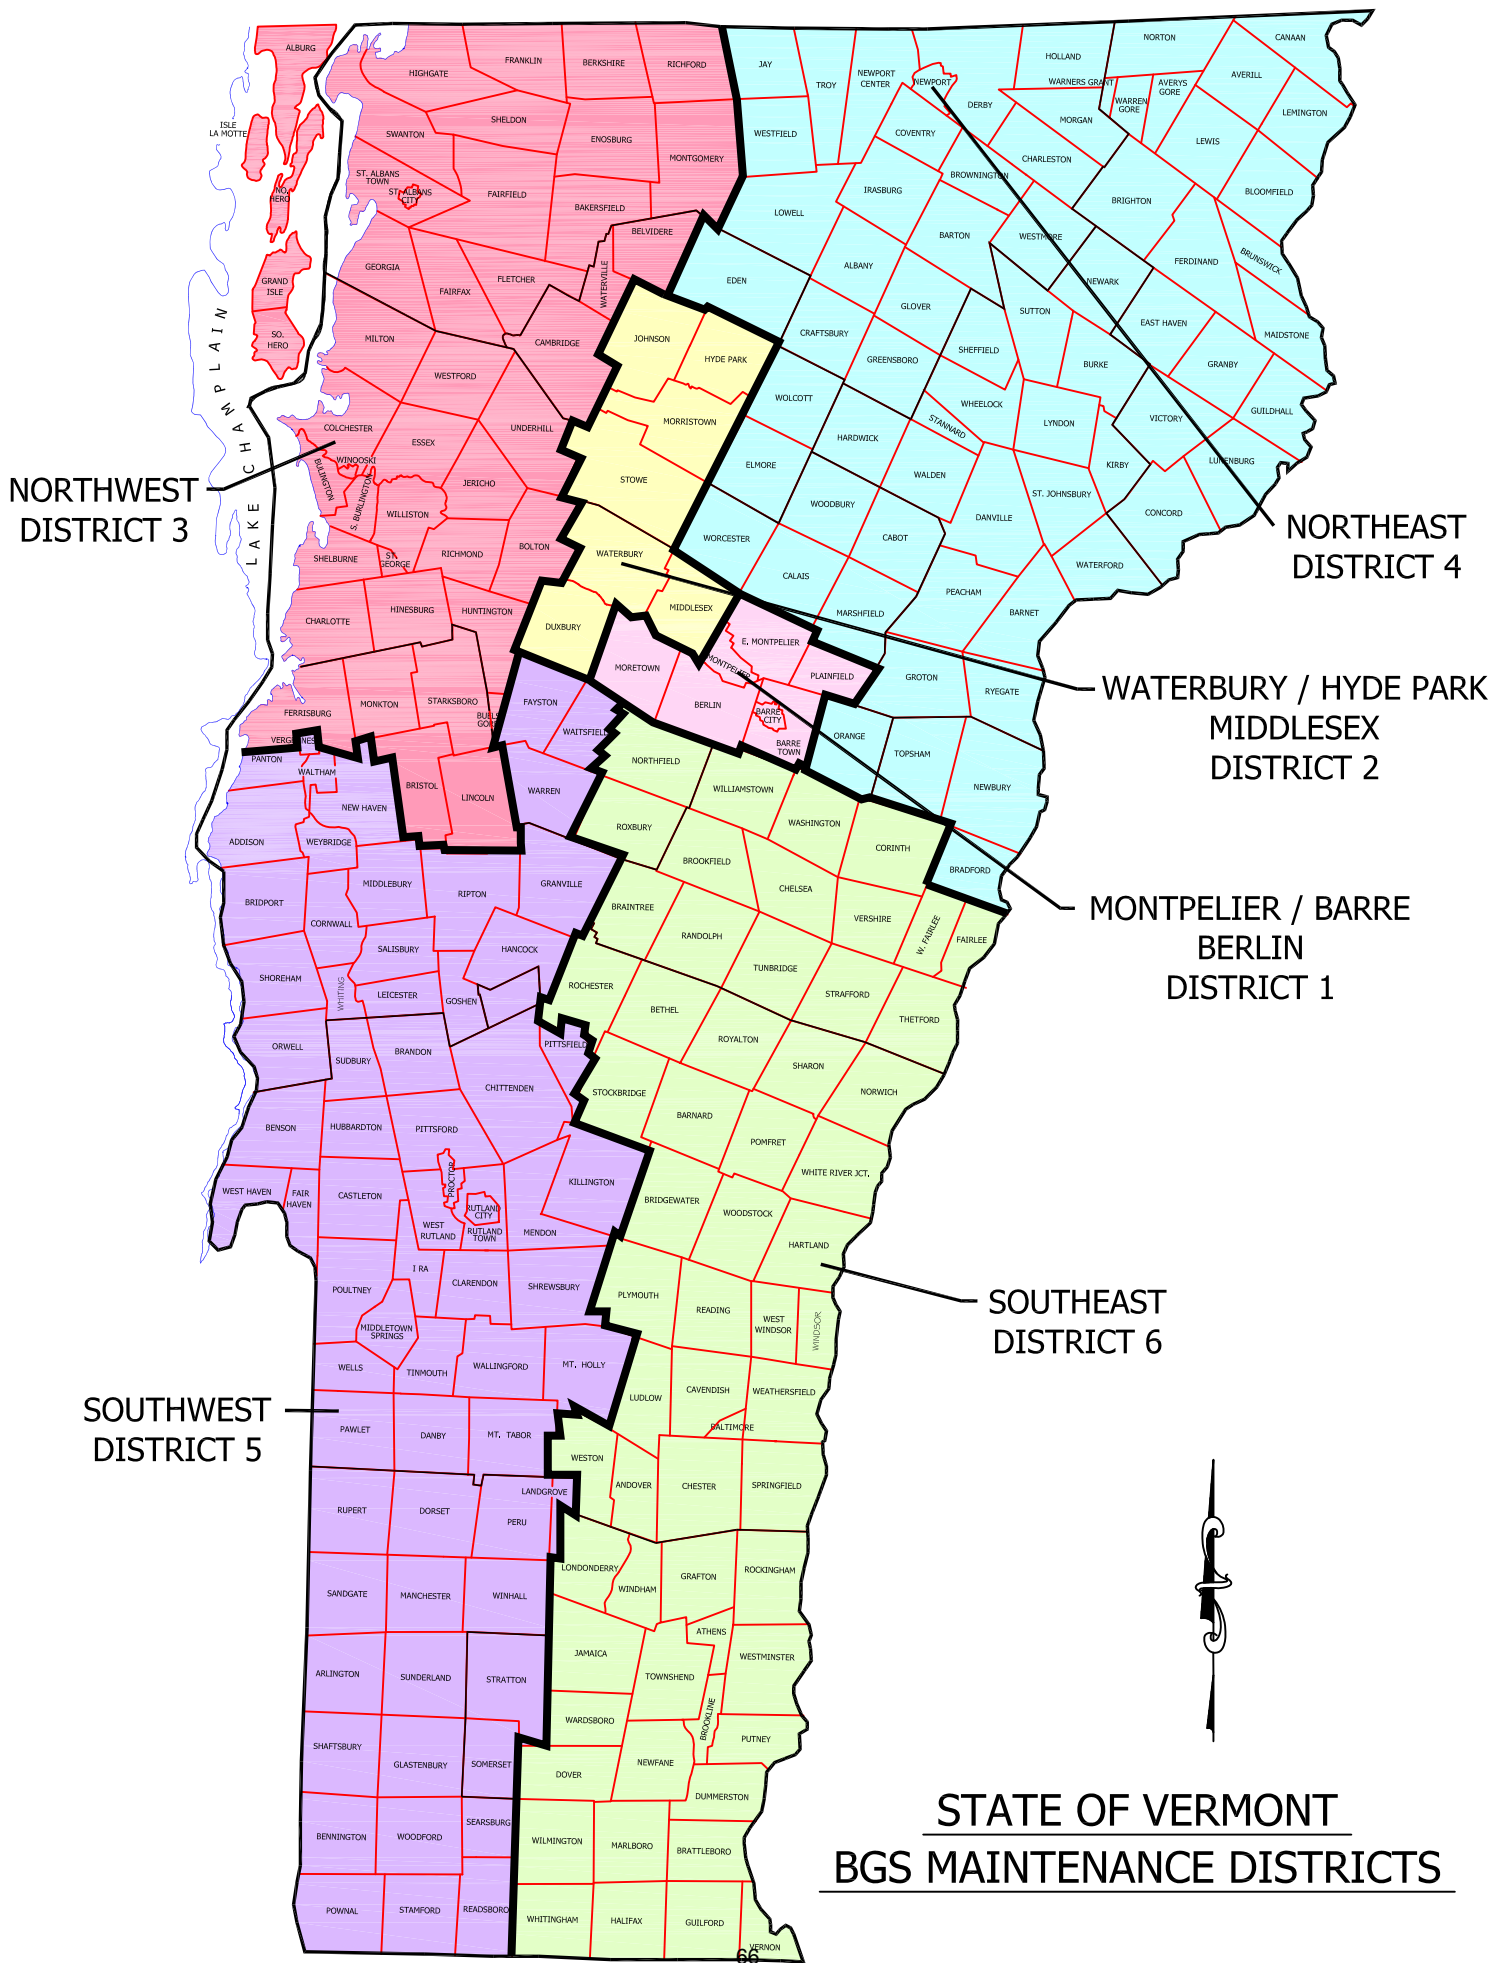 ALBURG
HIGHGATE
FRANKLIN
BERKSHIRE
RICHFORD
JAY
TROY
NEWPORT
CENTER
NEWPORT
DERBY
HOLLAND
WARNERS GRANT
NORTON
WARREN
GORE
AVERYS
GORE
AVERILL
CANAAN
LEMINGTON
ISLE
LA MOTTE
SWANTON
SHELDON
ENOSBURG
MONTGOMERY
WESTFIELD
COVENTRY
MORGAN
CHARLESTON
LEWIS
BLOOMFIELD
NO.
HERO
ST. ALBANS
TOWN
ST. ALBANS
CITY
FAIRFIELD
BAKERSFIELD
BELVIDERE
LOWELL
IRASBURG
BROWNINGTON
BRIGHTON
BARTON
WESTMORE
FERDINAND
BRUNSWICK
GRAND
ISLE
SO.
HERO
GEORGIA
FAIRFAX
FLETCHER
WATERVILLE
EDEN
ALBANY
GLOVER
NEWARK
SUTTON
EAST HAVEN
MAIDSTONE
LAKE CHAMPLAIN
MILTON
WESTFORD
CAMBRIDGE
JOHNSON
HYDE PARK
CRAFTSBURY
GREENSBORO
SHEFFIELD
BURKE
GRANBY
GUILDHALL
COLCHESTER
WINOOSKI
ESSEX
UNDERHILL
MORRISTOWN
WOLCOTT
HARDWICK
STANNARD
WHEELOCK
LYNDON
VICTORY
LUNENBURG
BULINGTON
S. BURLINGTON
WILLISTON
JERICHO
STOWE
ELMORE
WOODBURY
WALDEN
ST. JOHNSBURY
KIRBY
CONCORD
NORTHWEST
DISTRICT 3
NORTHEAST
DISTRICT 4
SHELBURNE
ST.
GEORGE
RICHMOND
BOLTON
WATERBURY
WORCESTER
CALAIS
CABOT
DANVILLE
WATERFORD
CHARLOTTE
HINESBURG
HUNTINGTON
DUXBURY
MIDDLESEX
MARSHFIELD
PEACHAM
BARNET
E. MONTPELIER
MONTPELIER
PLAINFIELD
MORETOWN
BERLIN
BARRE
CITY
BARRE
TOWN
GROTON
RYEGATE
WATERBURY / HYDE PARK
MIDDLESEX
DISTRICT 2
FERRISBURG
MONKTON
STARKSBORO
BUELS
GORE
FAYSTON
WAITSFIELD
ORANGE
TOPSHAM
NEWBURY
VERGENNES
PANTON
WALTHAM
NEW HAVEN
BRISTOL
LINCOLN
WARREN
NORTHFIELD
WILLIAMSTOWN
WASHINGTON
CORINTH
BRADFORD
ADDISON
WEYBRIDGE
MIDDLEBURY
RIPTON
GRANVILLE
ROXBURY
BROOKFIELD
CHELSEA
VERSHIRE
W. FAIRLEE
FAIRLEE
MONTPELIER / BARRE
BERLIN
DISTRICT 1
BRIDPORT
CORNWALL
SALISBURY
HANCOCK
BRAINTREE
RANDOLPH
TUNBRIDGE
STRAFFORD
THETFORD
SHOREHAM
WHITING
LEICESTER
GOSHEN
ROCHESTER
BETHEL
ROYALTON
SHARON
NORWICH
ORWELL
SUDBURY
BRANDON
CHITTENDEN
PITTSFIELD
STOCKBRIDGE
BARNARD
POMFRET
WHITE RIVER JCT.
BENSON
HUBBARDTON
PITTSFORD
PROCTOR
KILLINGTON
BRIDGEWATER
WOODSTOCK
HARTLAND
WEST HAVEN
FAIR
HAVEN
CASTLETON
WEST
RUTLAND
RUTLAND
CITY
RUTLAND
TOWN
MENDON
POULTNEY
I RA
CLARENDON
SHREWSBURY
PLYMOUTH
READING
WEST
WINDSOR
WINDSOR
SOUTHEAST
DISTRICT 6
MIDDLETOWN
SPRINGS
WELLS
TINMOUTH
WALLINGFORD
MT. HOLLY
LUDLOW
CAVENDISH
WEATHERSFIELD
BALTIMORE
SOUTHWEST
DISTRICT 5
PAWLET
DANBY
MT. TABOR
WESTON
ANDOVER
CHESTER
SPRINGFIELD
LANDGROVE
RUPERT
DORSET
PERU
LONDONDERRY
WINDHAM
GRAFTON
ROCKINGHAM
SANDGATE
MANCHESTER
WINHALL
JAMAICA
ATHENS
TOWNSHEND
WESTMINSTER
ARLINGTON
SUNDERLAND
STRATTON
WARDSBORO
BROOKLINE
PUTNEY
SHAFTSBURY
GLASTENBURY
SOMERSET
DOVER
NEWFANE
DUMMERSTON
BENNINGTON
WOODFORD
SEARSBURG
WILMINGTON
MARLBORO
BRATTLEBORO
POWNAL
STAMFORD
READSBORO
WHITINGHAM
HALIFAX
GUILFORD
VERNON
STATE OF VERMONT
BGS MAINTENANCE DISTRICTS
66